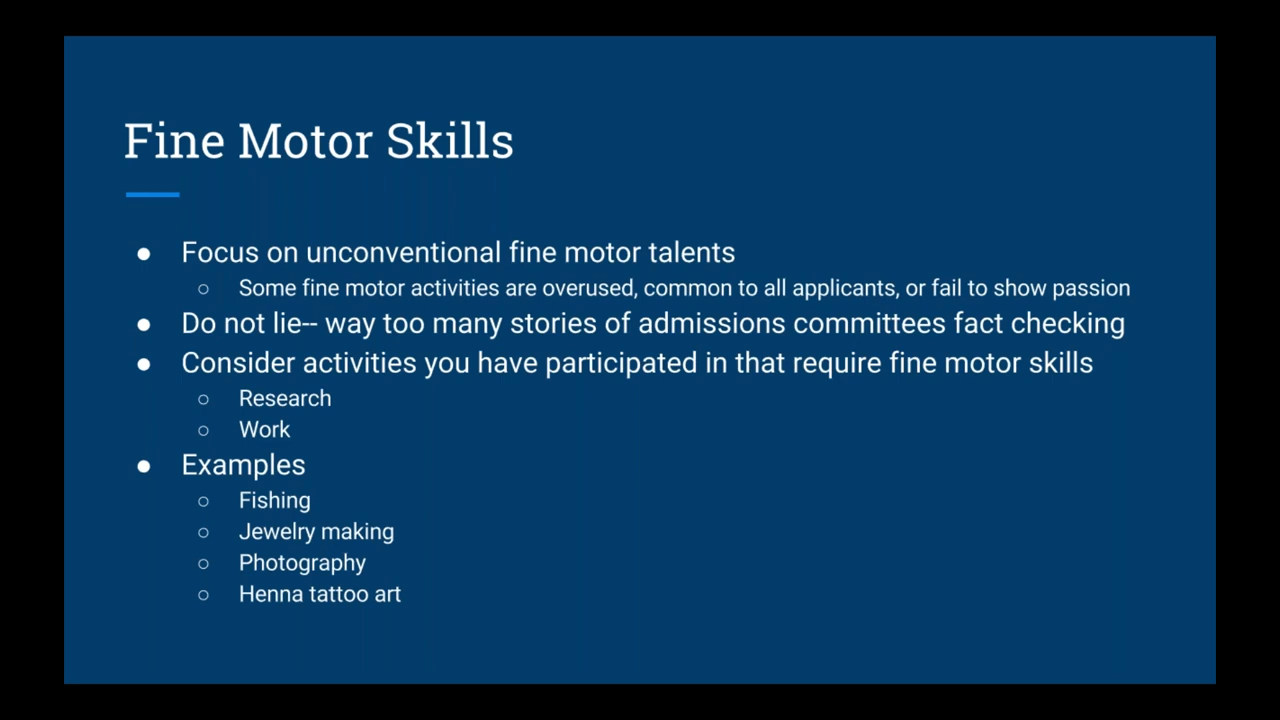 Fine Motor Skills
● Focus on unconventional fine motor talents
○ Some fine motor activities are overused, common to all applicants, or fail to show passion
● Do not lie-- way too many stories of admissions committees fact checking
● Consider activities you have participated in that require fine motor skills
○ Research
○ Work
● Examples
○ Fishing
○ Jewelry making
○ Photography
○ Henna tattoo art